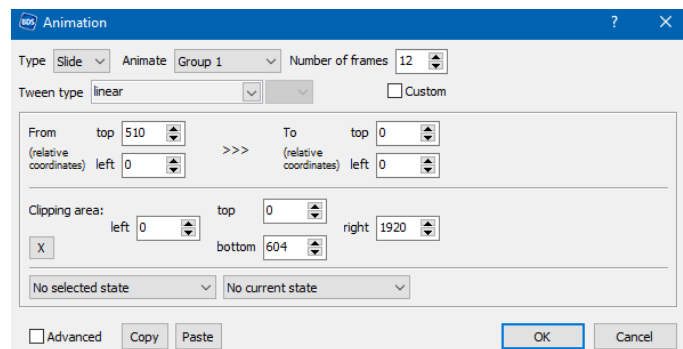 BDS Animation ? X
Type Slide Animate Group 1 Number of frames 12
Tween type linear Custom
From top 510 >>> To top 0
(relative coordinates) left 0 (relative coordinates) left 0
Clipping area: top 0
left 0 right 1920
X bottom 604
No selected state No current state
Advanced Copy Paste OK Cancel